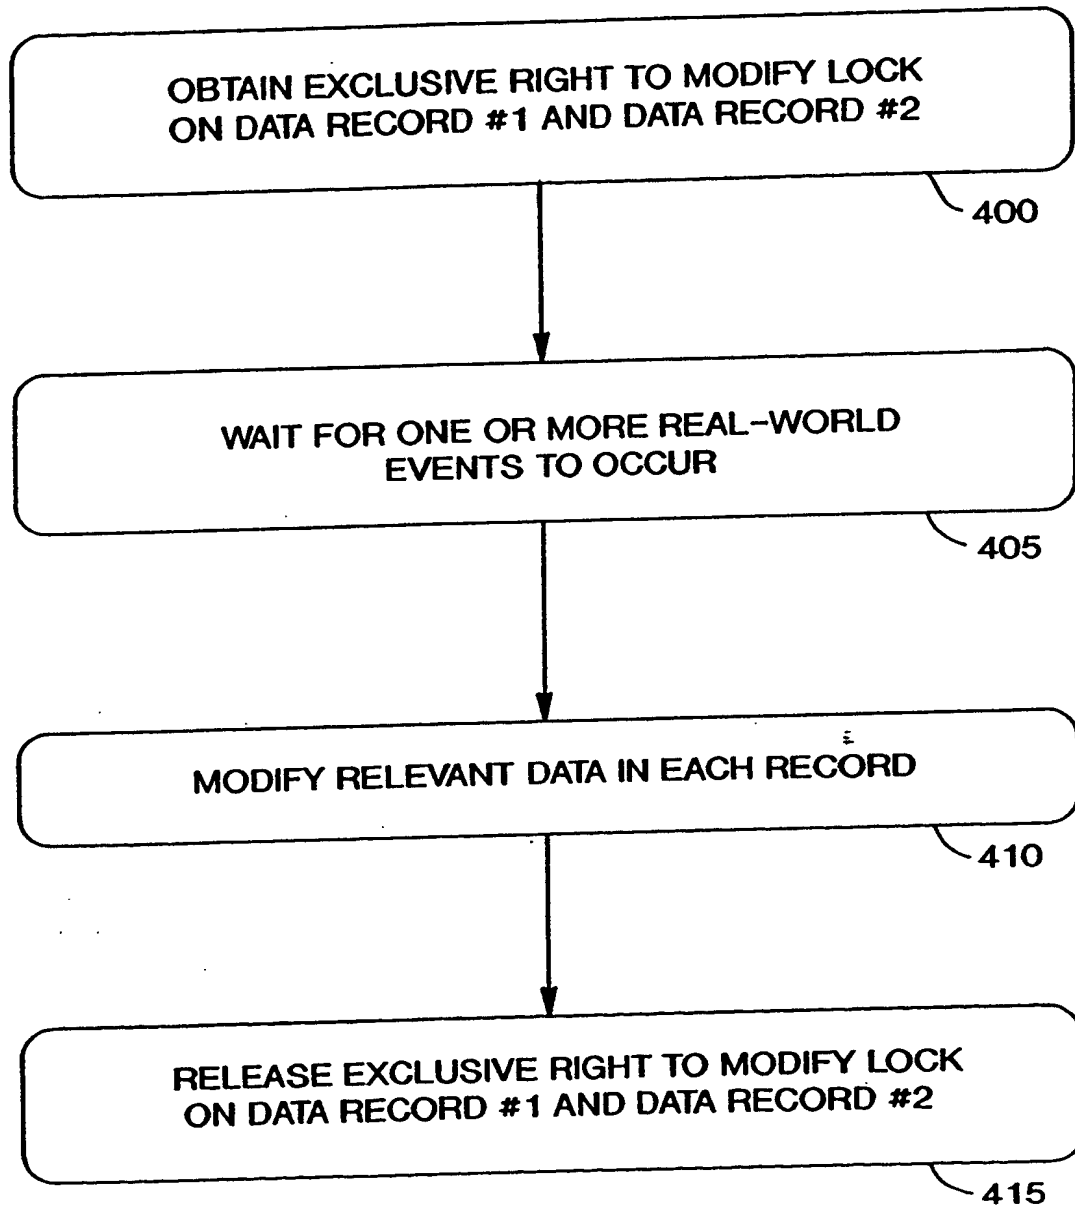 OBTAIN EXCLUSIVE RIGHT TO MODIFY LOCK
ON DATA RECORD #1 AND DATA RECORD #2
400
WAIT FOR ONE OR MORE REAL-WORLD
EVENTS TO OCCUR
405
MODIFY RELEVANT DATA IN EACH RECORD
410
RELEASE EXCLUSIVE RIGHT TO MODIFY LOCK
ON DATA RECORD #1 AND DATA RECORD #2
415